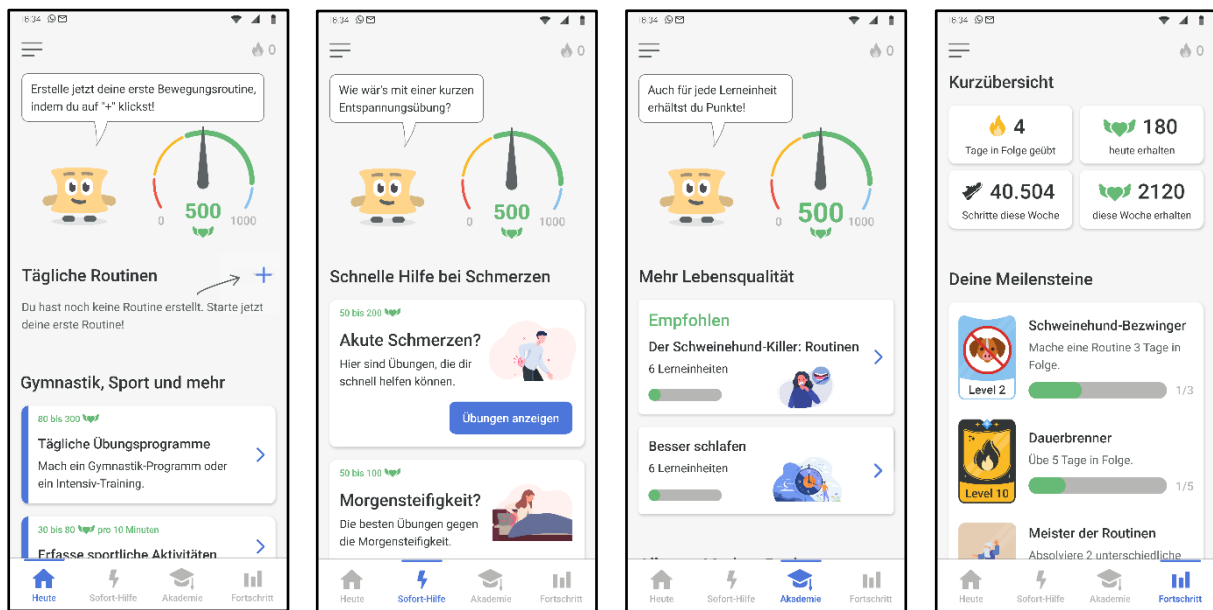 16:34
0
Erstelle jetzt deine erste Bewegungsroutine,
indem du auf "+" klickst!
500
0
1000
Tägliche Routinen
+
Du hast noch keine Routine erstellt. Starte jetzt
deine erste Routine!
Gymnastik, Sport und mehr
80 bis 300
Tägliche Übungsprogramme
Mach ein Gymnastik-Programm oder
ein Intensiv-Training.
30 bis 80 pro 10 Minuten
Erfasse sportliche Aktivitäten
Heute
Sofort-Hilfe
Akademie
Fortschritt
16:34
0
Wie wär's mit einer kurzen
Entspannungsübung?
500
0
1000
Schnelle Hilfe bei Schmerzen
50 bis 200
Akute Schmerzen?
Hier sind Übungen, die dir
schnell helfen können.
Übungen anzeigen
50 bis 100
Morgensteifigkeit?
Die besten Übungen gegen
die Morgensteifigkeit.
Heute
Sofort-Hilfe
Akademie
Fortschritt
16:34
0
Auch für jede Lerneinheit
erhältst du Punkte!
500
0
1000
Mehr Lebensqualität
Empfohlen
Der Schweinehund-Killer: Routinen
6 Lerneinheiten
Besser schlafen
6 Lerneinheiten
Heute
Sofort-Hilfe
Akademie
Fortschritt
16:34
0
Kurzübersicht
4
Tage in Folge geübt
180
heute erhalten
40.504
Schritte diese Woche
2120
diese Woche erhalten
Deine Meilensteine
Level 2
Schweinehund-Bezwinger
Mache eine Routine 3 Tage in
Folge.
1/3
Level 10
Dauerbrenner
Übe 5 Tage in Folge.
1/5
Meister der Routinen
Absolviere 2 unterschiedliche
Heute
Sofort-Hilfe
Akademie
Fortschritt